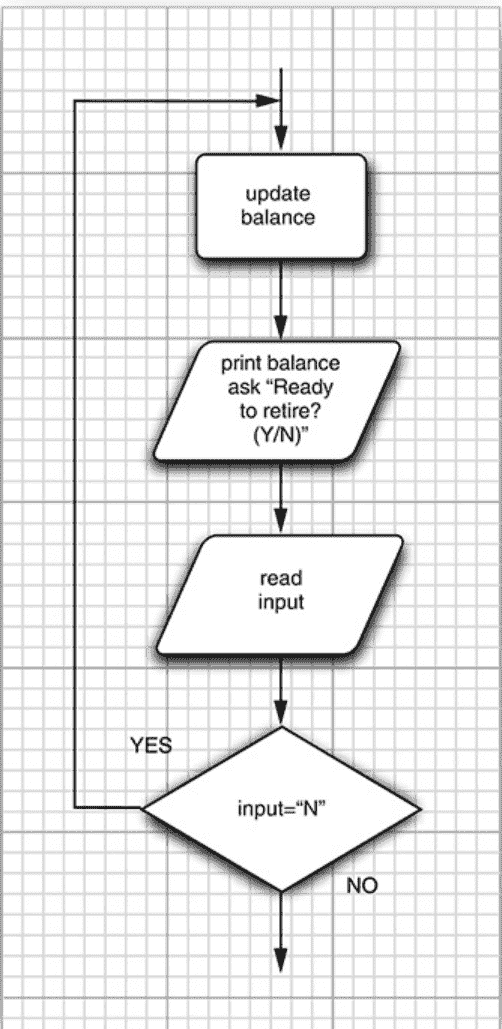 update
balance
print balance
ask “Ready
to retire?
(Y/N)”
read
input
YES
input=“N”
NO